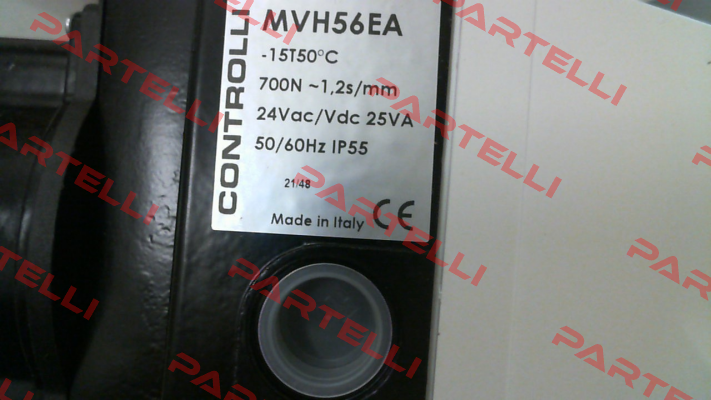 CONTROLLI
MVH56EA
-15T50°C
700N ~1,2s/mm
24Vac/Vdc 25VA
50/60Hz IP55
21/48
Made in Italy CE
PARTELLI
PARTELLI
PARTELLI
PARTELLI
PARTELLI
PARTELLI
PARTELLI
PARTELLI
PARTELLI